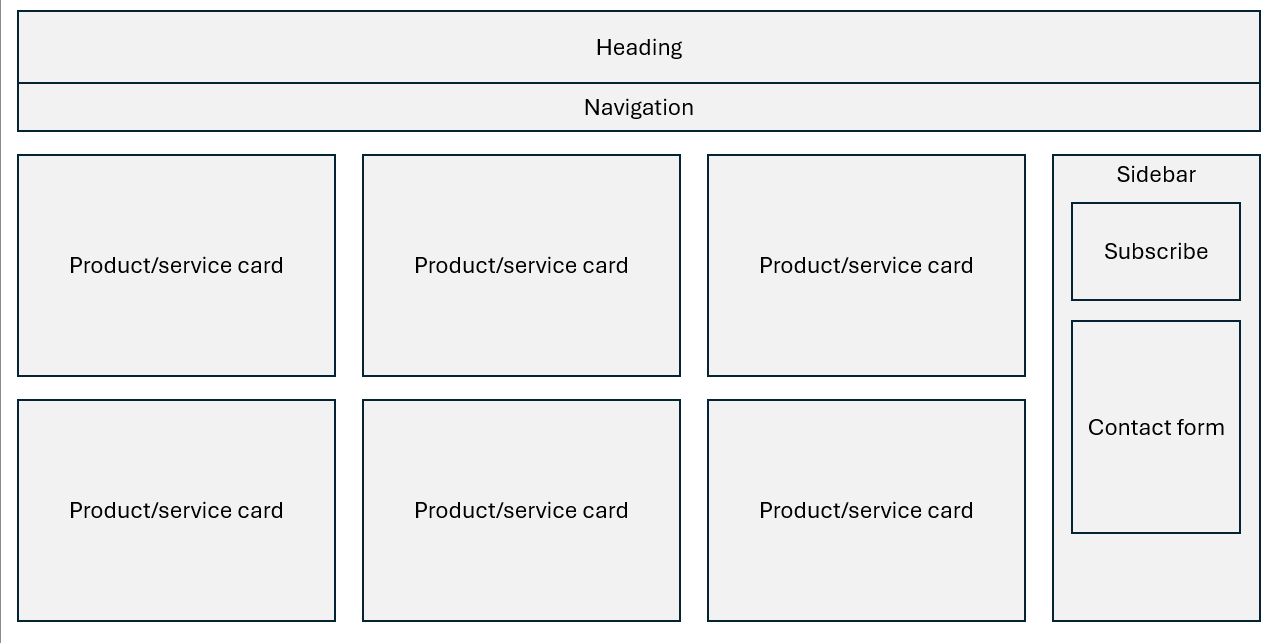 Heading
Navigation
Product/service card
Product/service card
Product/service card
Product/service card
Product/service card
Product/service card
Sidebar
Subscribe
Contact form